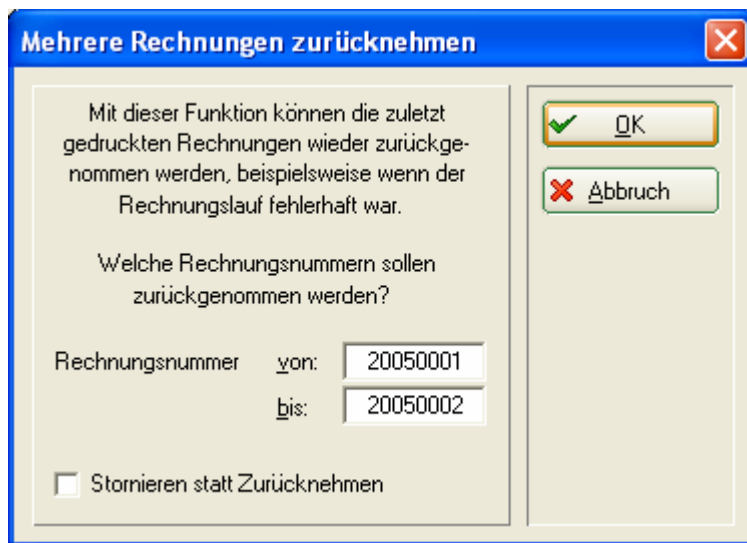 Mehrere Rechnungen zurücknehmen
Mit dieser Funktion können die zuletzt
gedruckten Rechnungen wieder zurückge-
nommen werden, beispielsweise wenn der
Rechnungslauf fehlerhaft war.
Welche Rechnungsnummern sollen
zurückgenommen werden?
Rechnungsnummer von: 20050001
bis: 20050002
Stornieren statt Zurücknehmen
OK
Abbruch